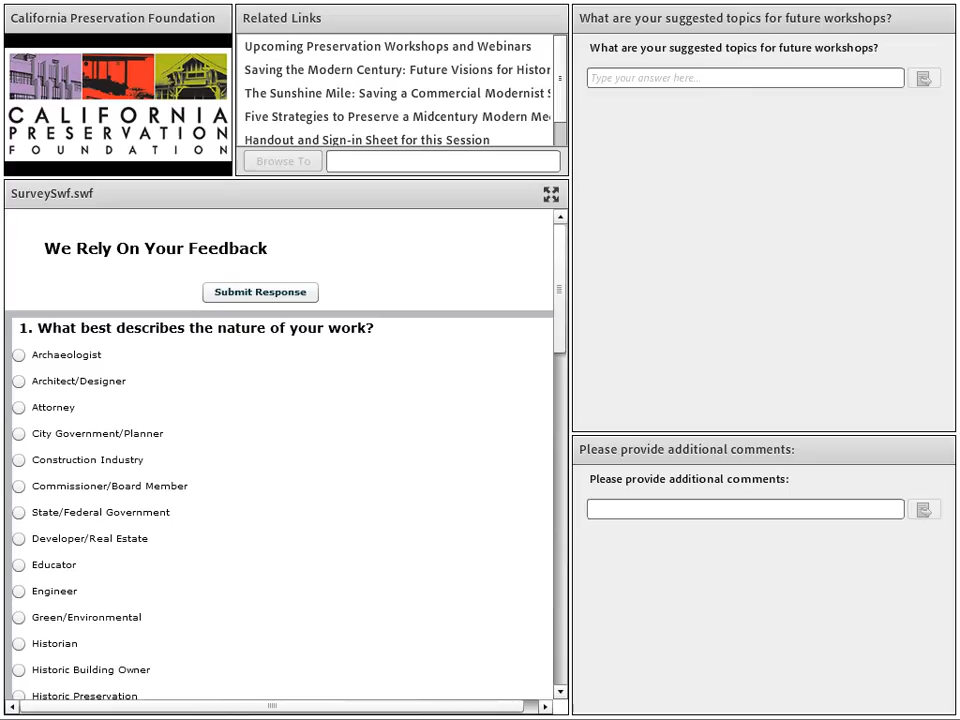 California Preservation Foundation
CALIFORNIA
PRESERVATION
FOUNDATION
Related Links
Upcoming Preservation Workshops and Webinars
Saving the Modern Century: Future Visions for Histor
The Sunshine Mile: Saving a Commercial Modernist S
Five Strategies to Preserve a Midcentury Modern Me
Handout and Sign-in Sheet for this Session
Browse To
What are your suggested topics for future workshops?
What are your suggested topics for future workshops?
Type your answer here...
SurveySwf.swf
We Rely On Your Feedback
Submit Response
1. What best describes the nature of your work?
Archaeologist
Architect/Designer
Attorney
City Government/Planner
Construction Industry
Commissioner/Board Member
State/Federal Government
Developer/Real Estate
Educator
Engineer
Green/Environmental
Historian
Historic Building Owner
Historic Preservation
Please provide additional comments:
Please provide additional comments: